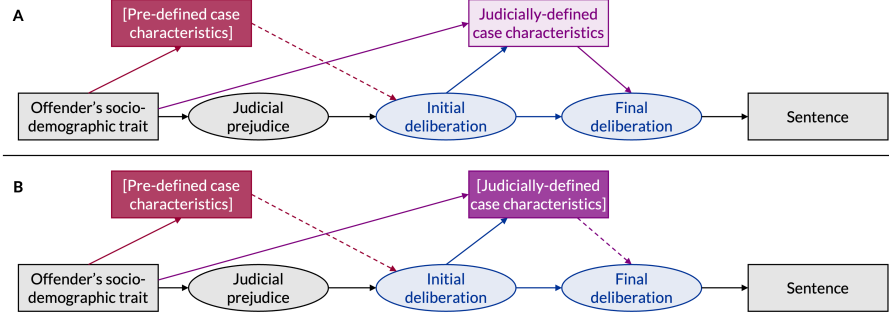 A
[Pre-defined case
characteristics]
Judicially-defined
case characteristics
Offender's socio-
demographic trait
Judicial
prejudice
Initial
deliberation
Final
deliberation
Sentence
B
[Pre-defined case
characteristics]
[Judicially-defined
case characteristics]
Offender's socio-
demographic trait
Judicial
prejudice
Initial
deliberation
Final
deliberation
Sentence